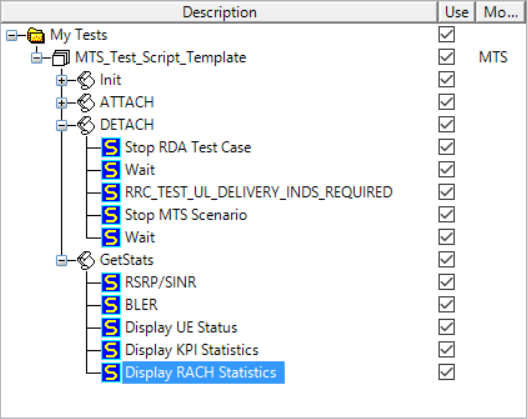 Description Use Mo...
My Tests
MTS_Test_Script_Template MTS
Init
ATTACH
DETACH
S Stop RDA Test Case
S Wait
S RRC_TEST_UL_DELIVERY_INDS_REQUIRED
S Stop MTS Scenario
S Wait
GetStats
S RSRP/SINR
S BLER
S Display UE Status
S Display KPI Statistics
S Display RACH Statistics